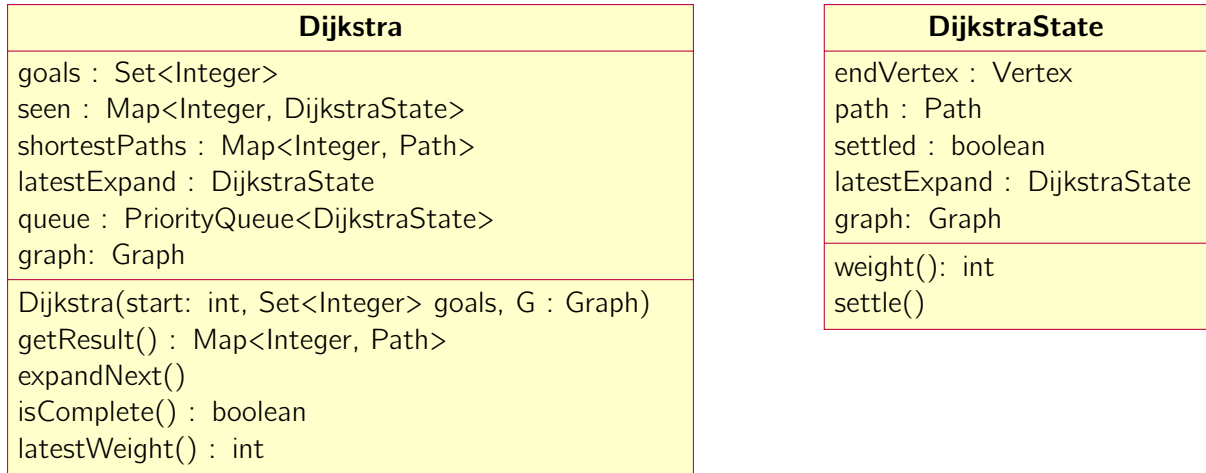 Dijkstra
goals : Set<Integer>
seen : Map<Integer, DijkstraState>
shortestPaths : Map<Integer, Path>
latestExpand : DijkstraState
queue : PriorityQueue<DijkstraState>
graph: Graph
Dijkstra(start: int, Set<Integer> goals, G : Graph)
getResult() : Map<Integer, Path>
expandNext()
isComplete() : boolean
latestWeight() : int
DijkstraState
endVertex : Vertex
path : Path
settled : boolean
latestExpand : DijkstraState
graph: Graph
weight(): int
settle()